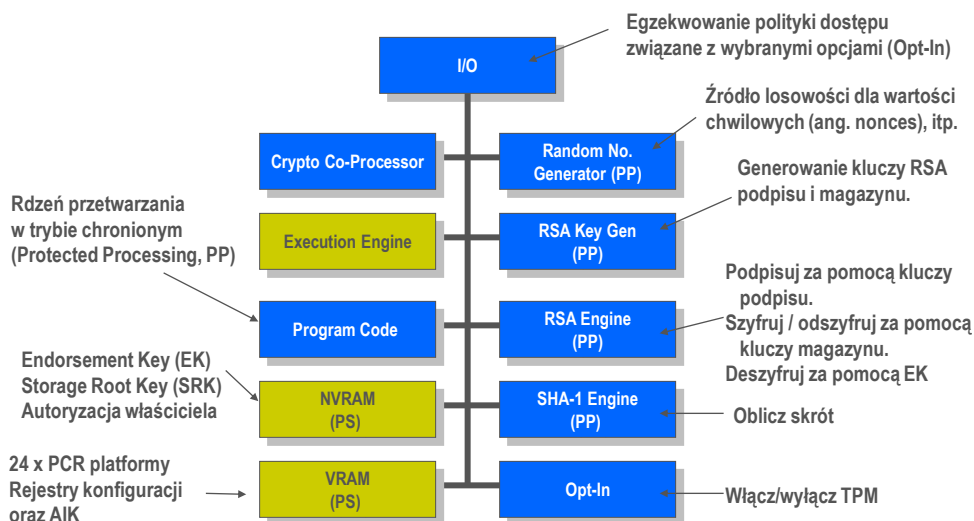 Egzekwowanie polityki dostępu
związane z wybranymi opcjami (Opt-In)
I/O
Źródło losowości dla wartości
chwilowych (ang. nonces), itp.
Crypto Co-Processor
Random No.
Generator (PP)
Generowanie kluczy RSA
podpisu i magazynu.
Rdzeń przetwarzania
w trybie chronionym
(Protected Processing, PP)
Execution Engine
RSA Key Gen
(PP)
Podpisuj za pomocą kluczy
podpisu.
Szyfruj / odszyfruj za pomocą
kluczy magazynu.
Deszyfruj za pomocą EK
Program Code
RSA Engine
(PP)
Endorsement Key (EK)
Storage Root Key (SRK)
Autoryzacja właściciela
NVRAM
(PS)
SHA-1 Engine
(PP)
Oblicz skrót
24 x PCR platformy
Rejestry konfiguracji
oraz AIK
VRAM
(PS)
Opt-In
Włącz/wyłącz TPM